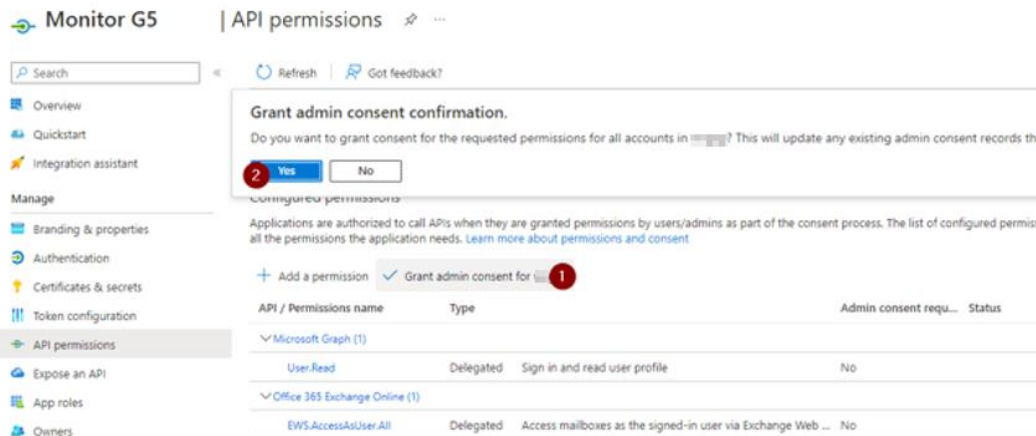 Monitor G5 | API permissions
Search
Refresh Got feedback?
Overview
Quickstart
Integration assistant
Grant admin consent confirmation.
Do you want to grant consent for the requested permissions for all accounts in ? This will update any existing admin consent records th
2 Yes No
Configured permissions
Manage
Branding & properties
Authentication
Certificates & secrets
Token configuration
API permissions
Expose an API
App roles
Owners
Applications are authorized to call APIs when they are granted permissions by users/admins as part of the consent process. The list of configured permis
all the permissions the application needs. Learn more about permissions and consent
Add a permission Grant admin consent for 1
API / Permissions name Type Admin consent requ... Status
Microsoft Graph (1)
User.Read Delegated Sign in and read user profile No
Office 365 Exchange Online (1)
EWS.AccessAsUser.All Delegated Access mailboxes as the signed-in user via Exchange Web ... No